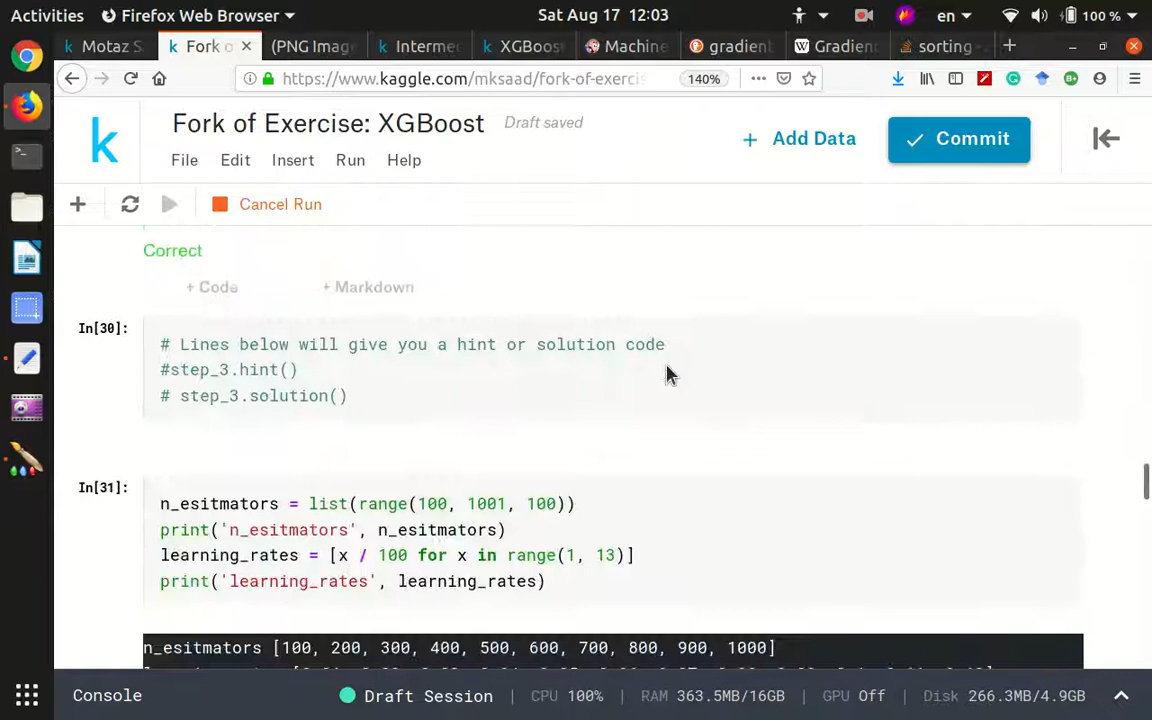 Activities
Firefox Web Browser
Sat Aug 17 12:03
en
100 %
Motaz S
Fork o
(PNG Imag
Interme
XGBoos
Machine
gradient
Gradien
sorting
https://www.kaggle.com/mksaad/fork-of-exerci
140%
Fork of Exercise: XGBoost
Draft saved
Add Data
Commit
File
Edit
Insert
Run
Help
Cancel Run
Correct
+ Code
+ Markdown
In[30]:
# Lines below will give you a hint or solution code
#step_3.hint()
# step_3.solution()
In[31]:
n_esitmators = list(range(100, 1001, 100))
print('n_esitmators', n_esitmators)
learning_rates = [x / 100 for x in range(1, 13)]
print('learning_rates', learning_rates)
n_esitmators [100, 200, 300, 400, 500, 600, 700, 800, 900, 1000]
Console
Draft Session
CPU 100%
RAM 363.5MB/16GB
GPU Off
Disk 266.3MB/4.9GB